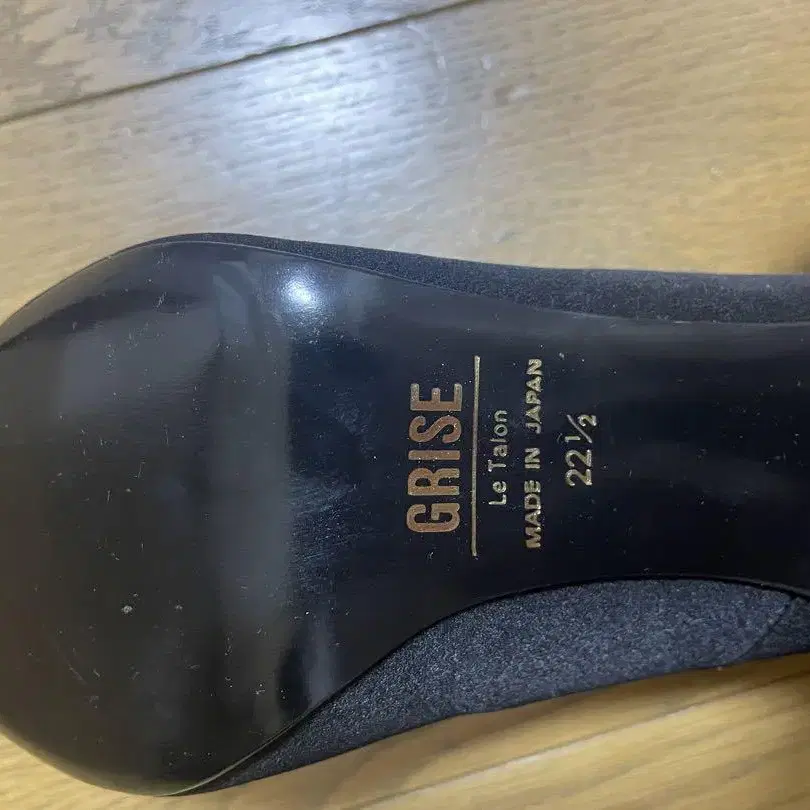 GRISE
Le Talon
MADE IN JAPAN
22½